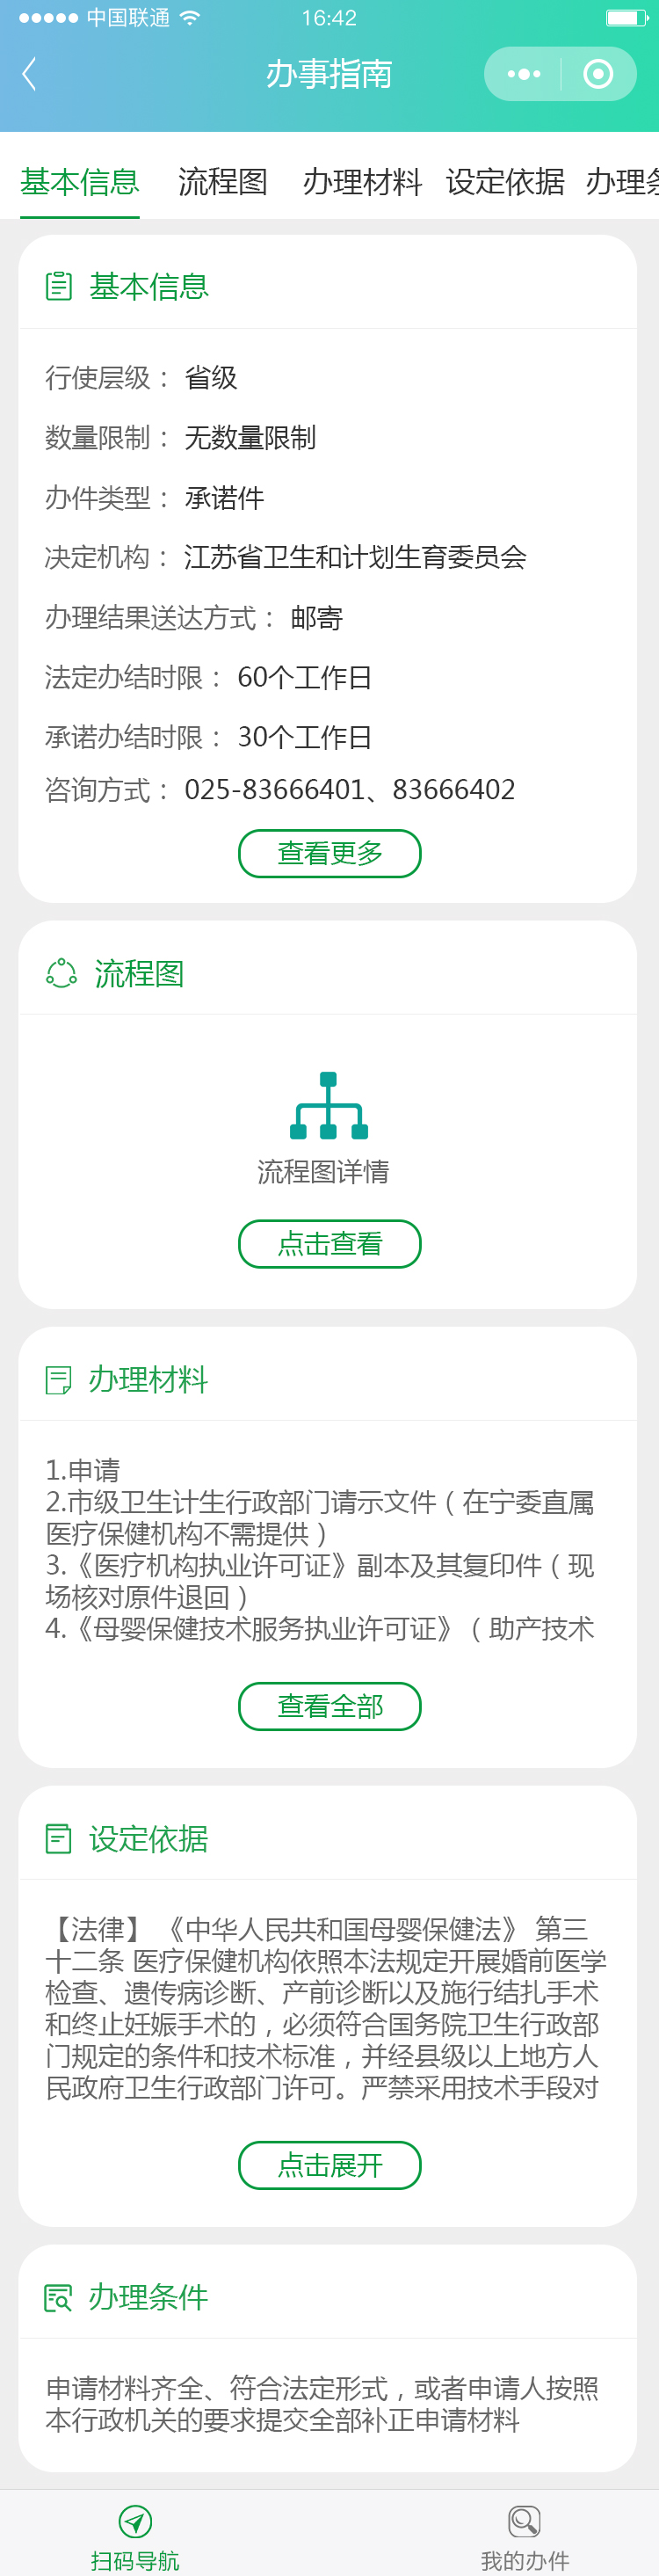 中国联通 16:42
办事指南
基本信息 流程图 办理材料 设定依据 办理条
基本信息
行使层级： 省级
数量限制： 无数量限制
办件类型： 承诺件
决定机构： 江苏省卫生和计划生育委员会
办理结果送达方式： 邮寄
法定办结时限： 60个工作日
承诺办结时限： 30个工作日
咨询方式： 025-83666401、83666402
查看更多
流程图
流程图详情
点击查看
办理材料
1.申请
2.市级卫生计生行政部门请示文件（在宁委直属
医疗保健机构不需提供）
3.《医疗机构执业许可证》副本及其复印件（现
场核对原件退回）
4.《母婴保健技术服务执业许可证》（助产技术
查看全部
设定依据
【法律】 《中华人民共和国母婴保健法》 第三
十二条 医疗保健机构依照本法规定开展婚前医学
检查、遗传病诊断、产前诊断以及施行结扎手术
和终止妊娠手术的，必须符合国务院卫生行政部
门规定的条件和技术标准，并经县级以上地方人
民政府卫生行政部门许可。严禁采用技术手段对
点击展开
办理条件
申请材料齐全、符合法定形式，或者申请人按照
本行政机关的要求提交全部补正申请材料
扫码导航 我的办件